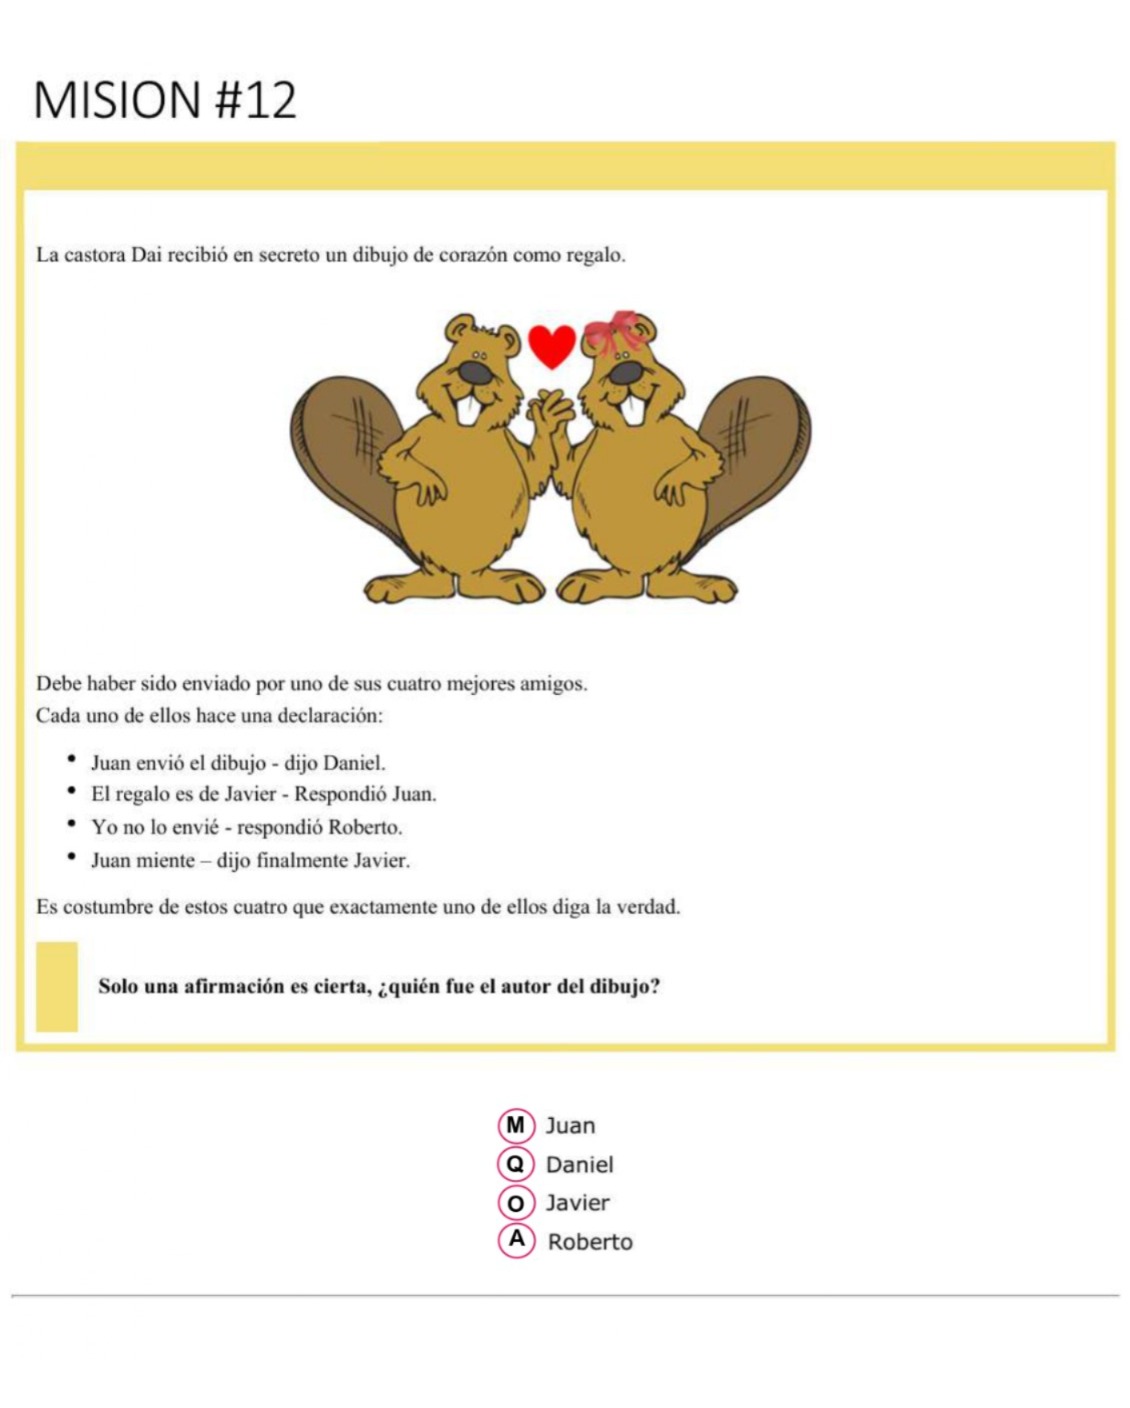 MISION #12
La castora Dai recibió en secreto un dibujo de corazón como regalo.
Debe haber sido enviado por uno de sus cuatro mejores amigos.
Cada uno de ellos hace una declaración:
• Juan envió el dibujo - dijo Daniel.
• El regalo es de Javier - Respondió Juan.
• Yo no lo envié - respondió Roberto.
• Juan miente – dijo finalmente Javier.
Es costumbre de estos cuatro que exactamente uno de ellos diga la verdad.
Solo una afirmación es cierta, ¿quién fue el autor del dibujo?
M Juan
Q Daniel
O Javier
A Roberto